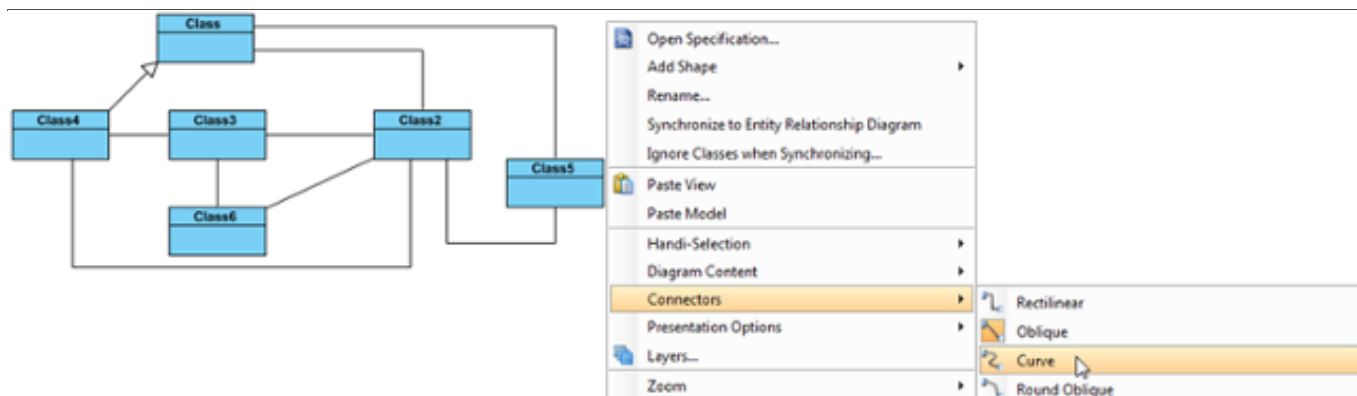 Class
Class4
Class3
Class2
Class5
Class6
Open Specification...
Add Shape
Rename...
Synchronize to Entity Relationship Diagram
Ignore Classes when Synchronizing...
Paste View
Paste Model
Handi-Selection
Diagram Content
Connectors
Presentation Options
Layers...
Zoom
Rectilinear
Oblique
Curve
Round Oblique